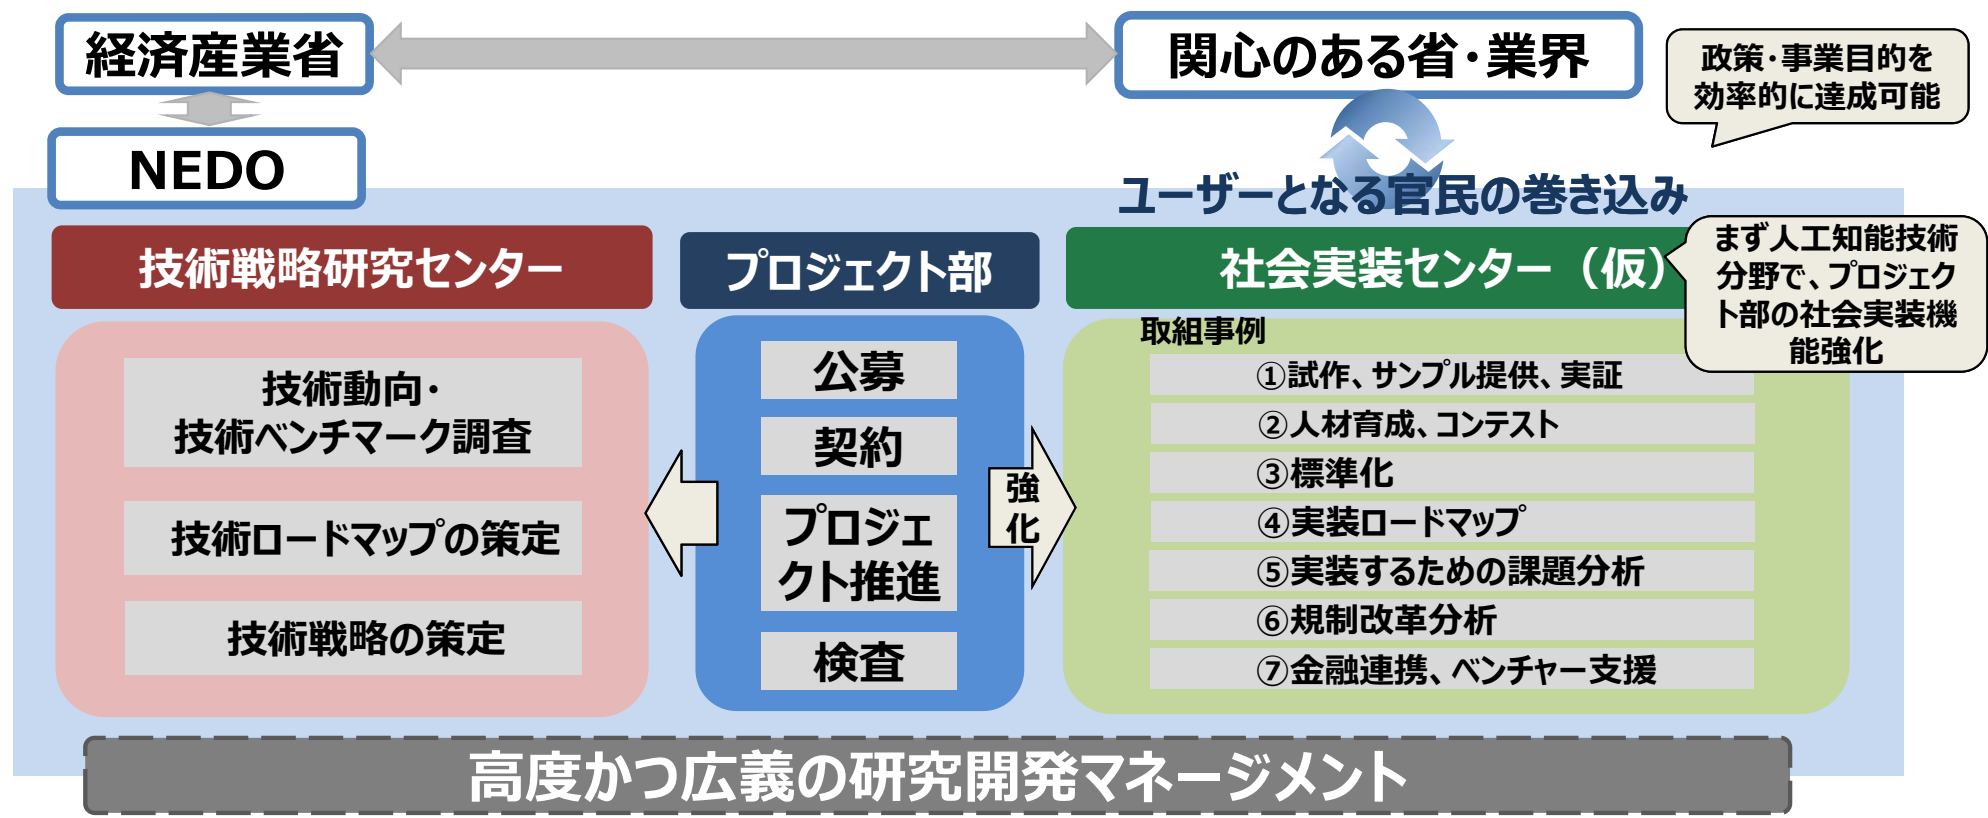 経済産業省
関心のある省・業界
政策・事業目的を
効率的に達成可能
NEDO
ユーザーとなる官民の巻き込み
技術戦略研究センター
プロジェクト部
社会実装センター（仮）
まず人工知能技術
分野で、プロジェク
ト部の社会実装機
能強化
技術動向・
技術ベンチマーク調査
技術ロードマップの策定
技術戦略の策定
公募
契約
プロジェ
クト推進
検査
強
化
取組事例
①試作、サンプル提供、実証
②人材育成、コンテスト
③標準化
④実装ロードマップ
⑤実装するための課題分析
⑥規制改革分析
⑦金融連携、ベンチャー支援
高度かつ広義の研究開発マネージメント